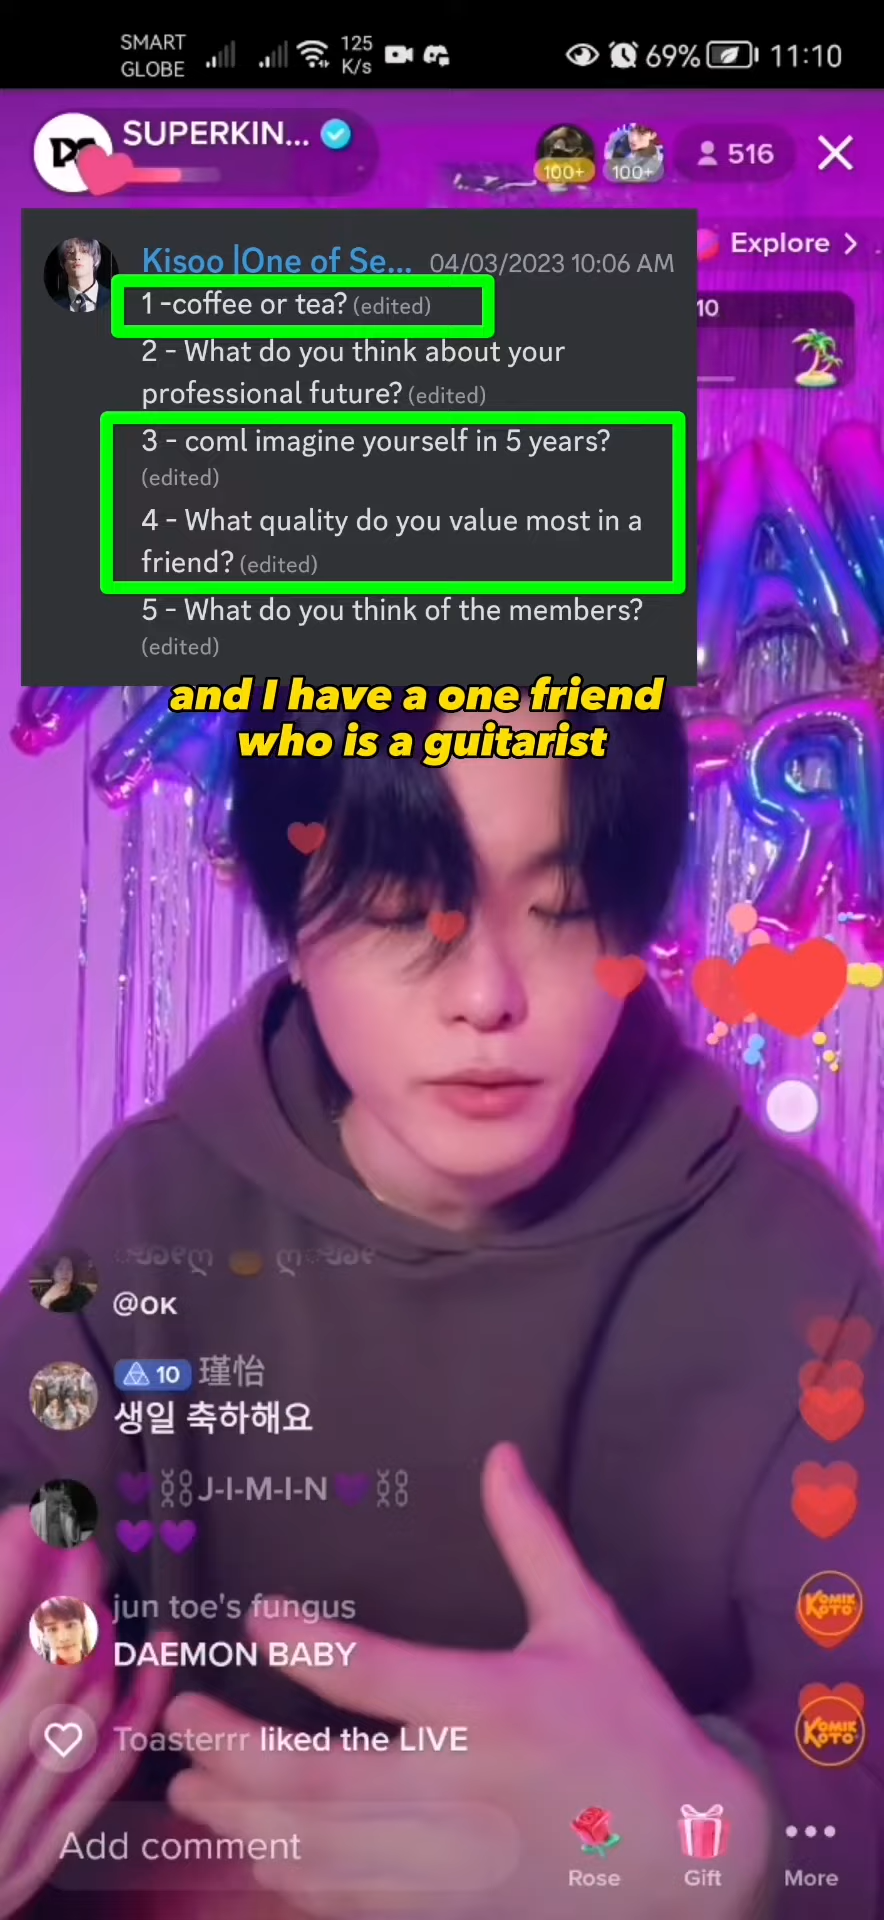 SMART
GLOBE
125
K/s
69%
11:10
SUPERKIN...
100+
100+
516
Explore
10
Kisoo |One of Se... 04/03/2023 10:06 AM
1 -coffee or tea? (edited)
2 - What do you think about your
professional future? (edited)
3 - coml imagine yourself in 5 years?
(edited)
4 - What quality do you value most in a
friend? (edited)
5 - What do you think of the members?
(edited)
and I have a one friend
who is a guitarist
@OK
10 瑾怡
생일 축하해요
J-I-M-I-N
jun toe's fungus
DAEMON BABY
Toasterrr liked the LIVE
KOMIK
KOTO
KOMIK
KOTO
Add comment
Rose
Gift
More